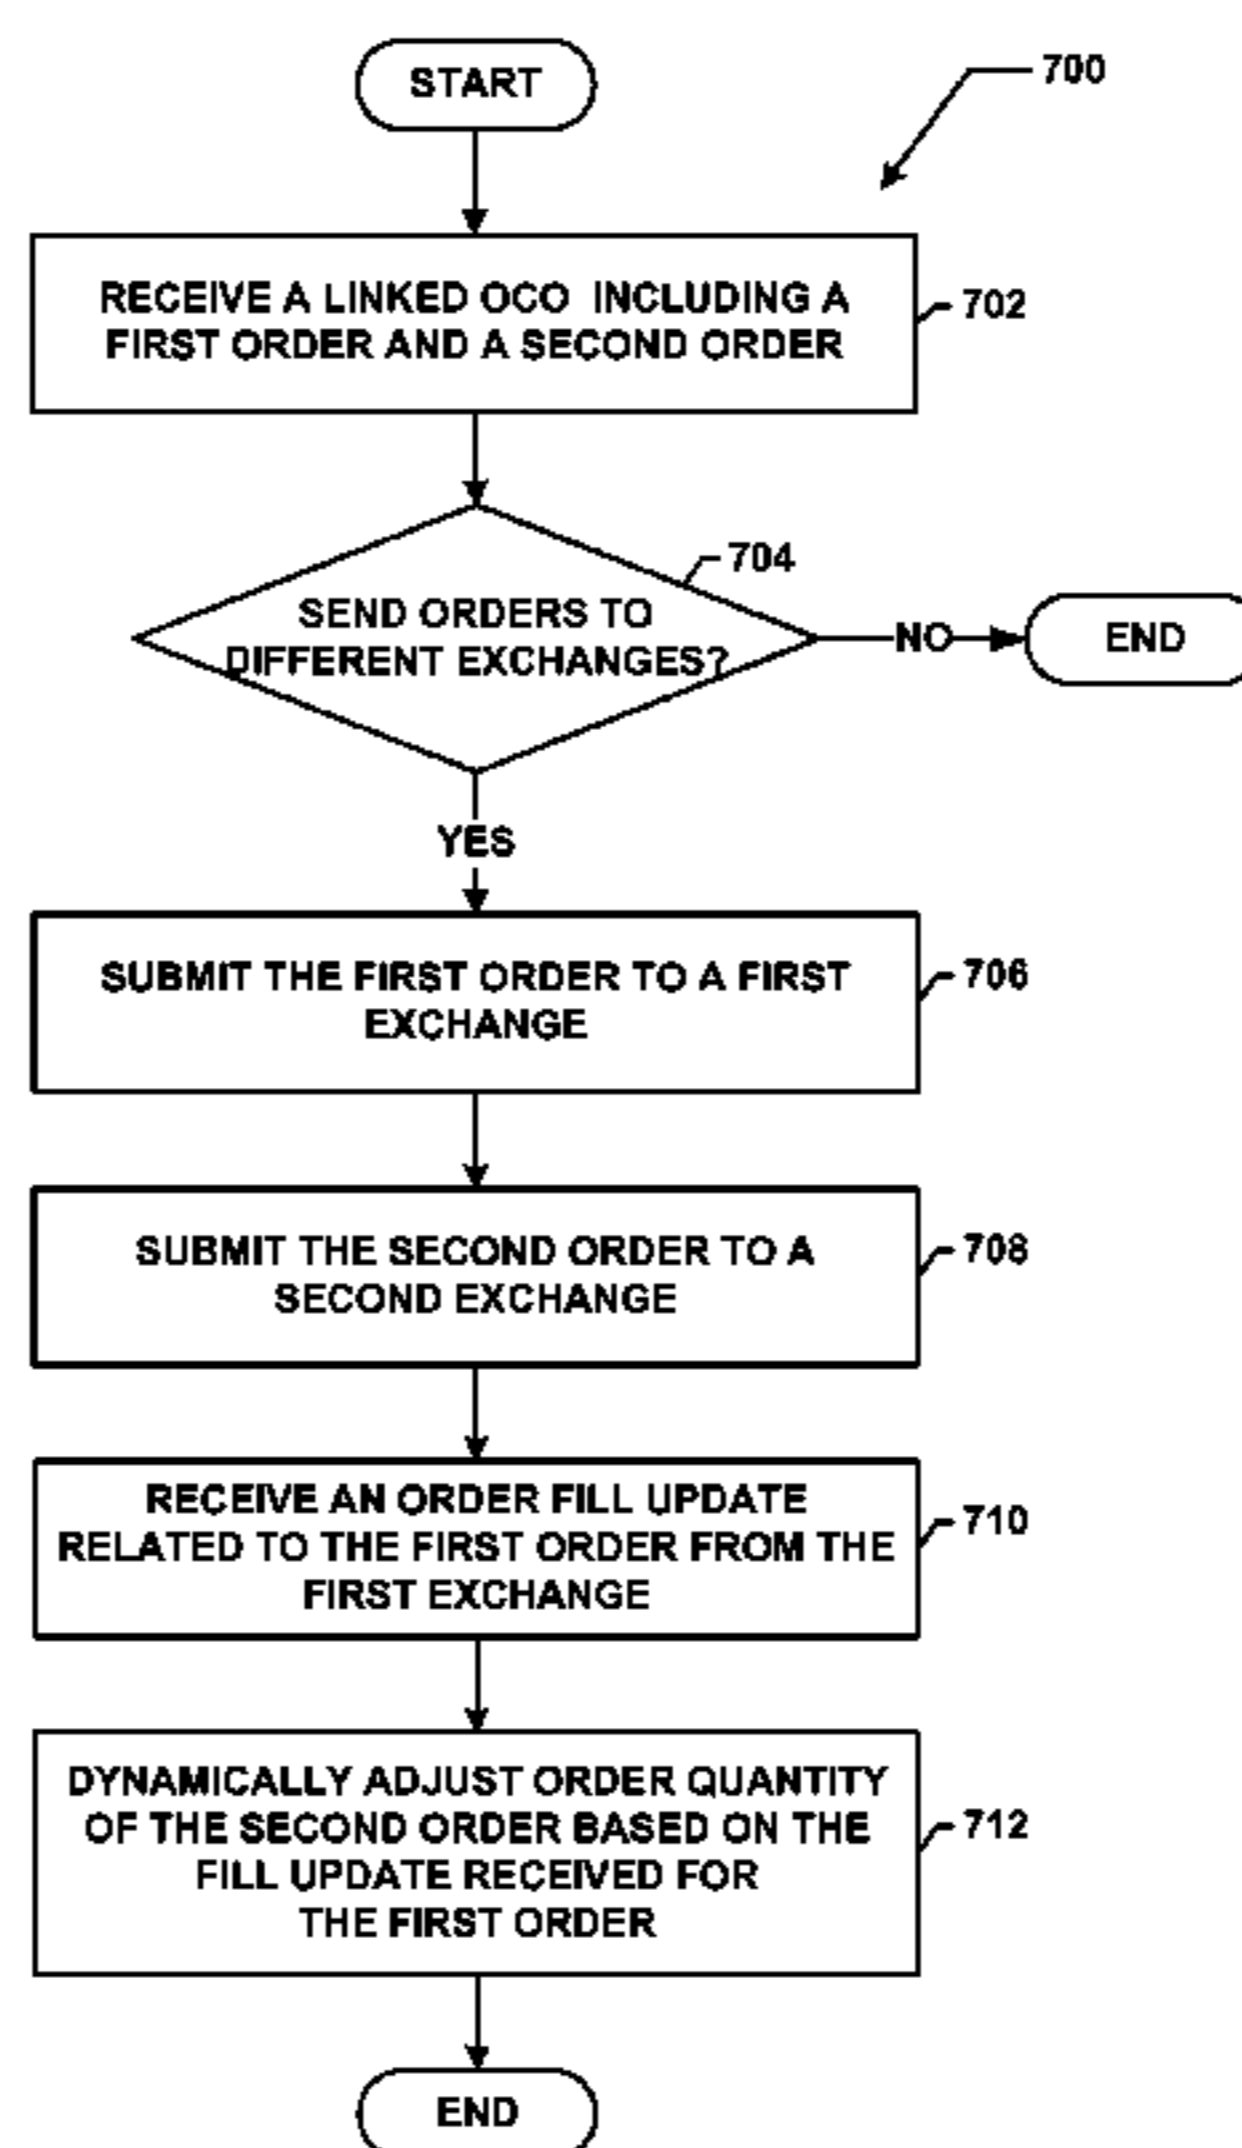 START
700
RECEIVE A LINKED OCO INCLUDING A
FIRST ORDER AND A SECOND ORDER
702
704
SEND ORDERS TO
DIFFERENT EXCHANGES?
NO
END
YES
SUBMIT THE FIRST ORDER TO A FIRST
EXCHANGE
706
SUBMIT THE SECOND ORDER TO A
SECOND EXCHANGE
708
RECEIVE AN ORDER FILL UPDATE
RELATED TO THE FIRST ORDER FROM THE
FIRST EXCHANGE
710
DYNAMICALLY ADJUST ORDER QUANTITY
OF THE SECOND ORDER BASED ON THE
FILL UPDATE RECEIVED FOR
THE FIRST ORDER
712
END